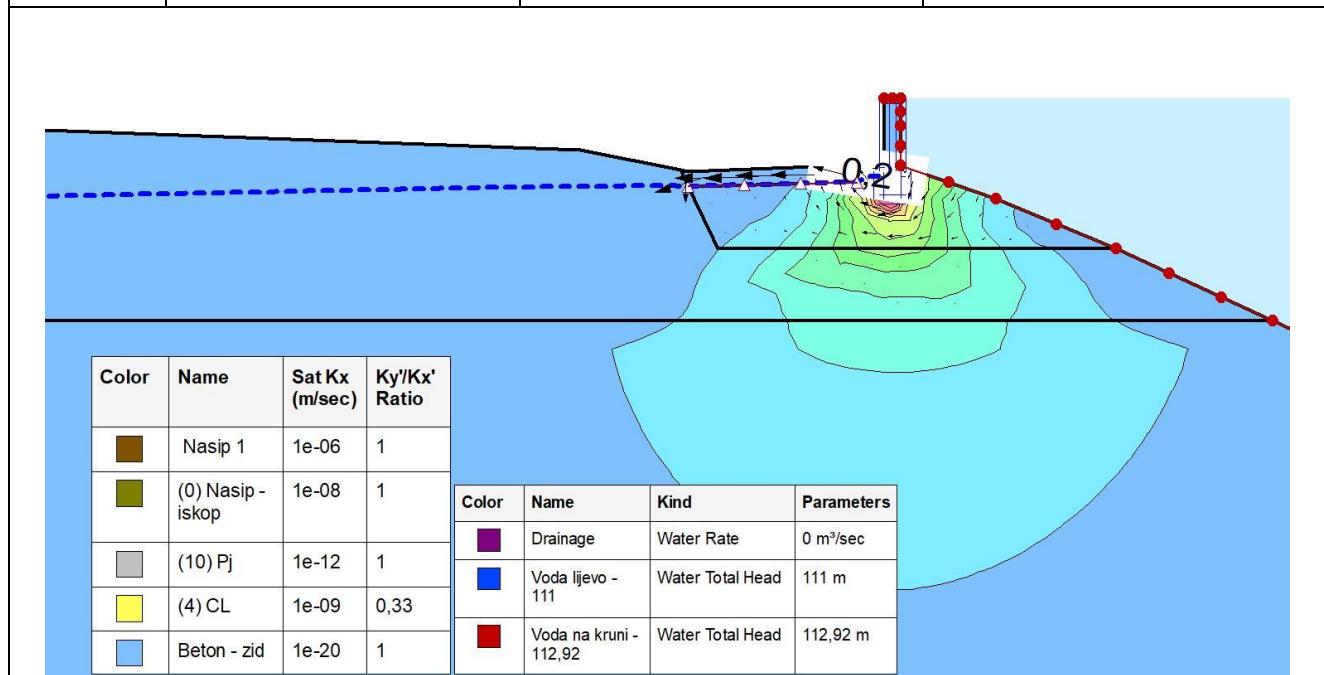 0,2
Color Name Sat Kx (m/sec) Ky'/Kx' Ratio
Nasip 1 1e-06 1
(0) Nasip - iskop 1e-08 1
(10) Pj 1e-12 1
(4) CL 1e-09 0,33
Beton - zid 1e-20 1
Color Name Kind Parameters
Drainage Water Rate 0 m³/sec
Voda lijevo - 111 Water Total Head 111 m
Voda na kruni - 112,92 Water Total Head 112,92 m